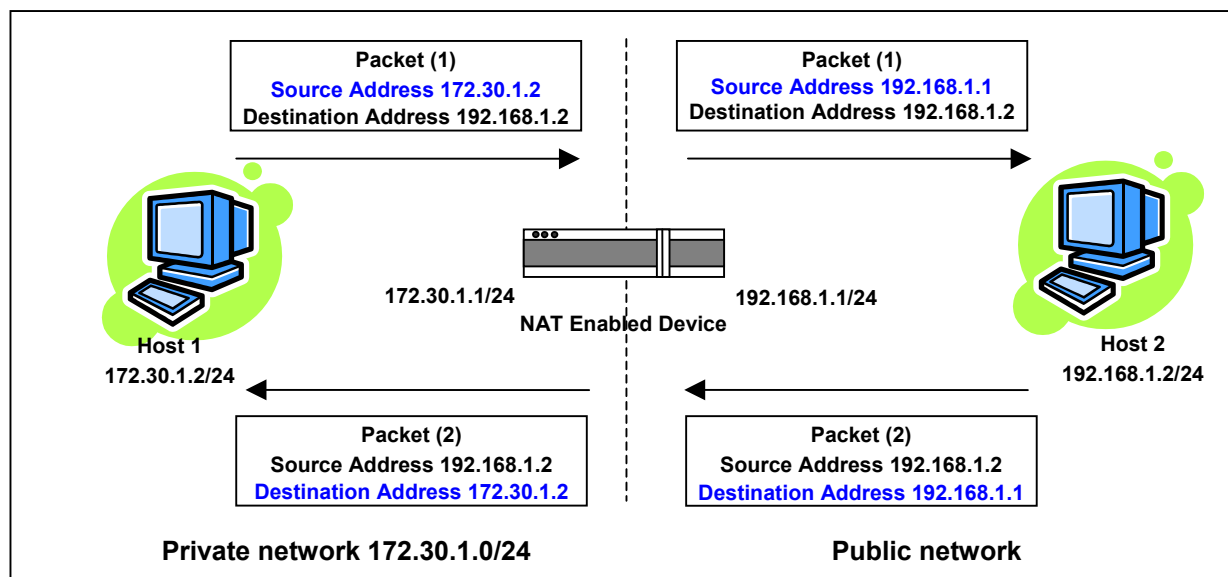 Packet (1)
Source Address 172.30.1.2
Destination Address 192.168.1.2
Packet (1)
Source Address 192.168.1.1
Destination Address 192.168.1.2
172.30.1.1/24
192.168.1.1/24
NAT Enabled Device
Host 1
172.30.1.2/24
Host 2
192.168.1.2/24
Packet (2)
Source Address 192.168.1.2
Destination Address 172.30.1.2
Packet (2)
Source Address 192.168.1.2
Destination Address 192.168.1.1
Private network 172.30.1.0/24
Public network